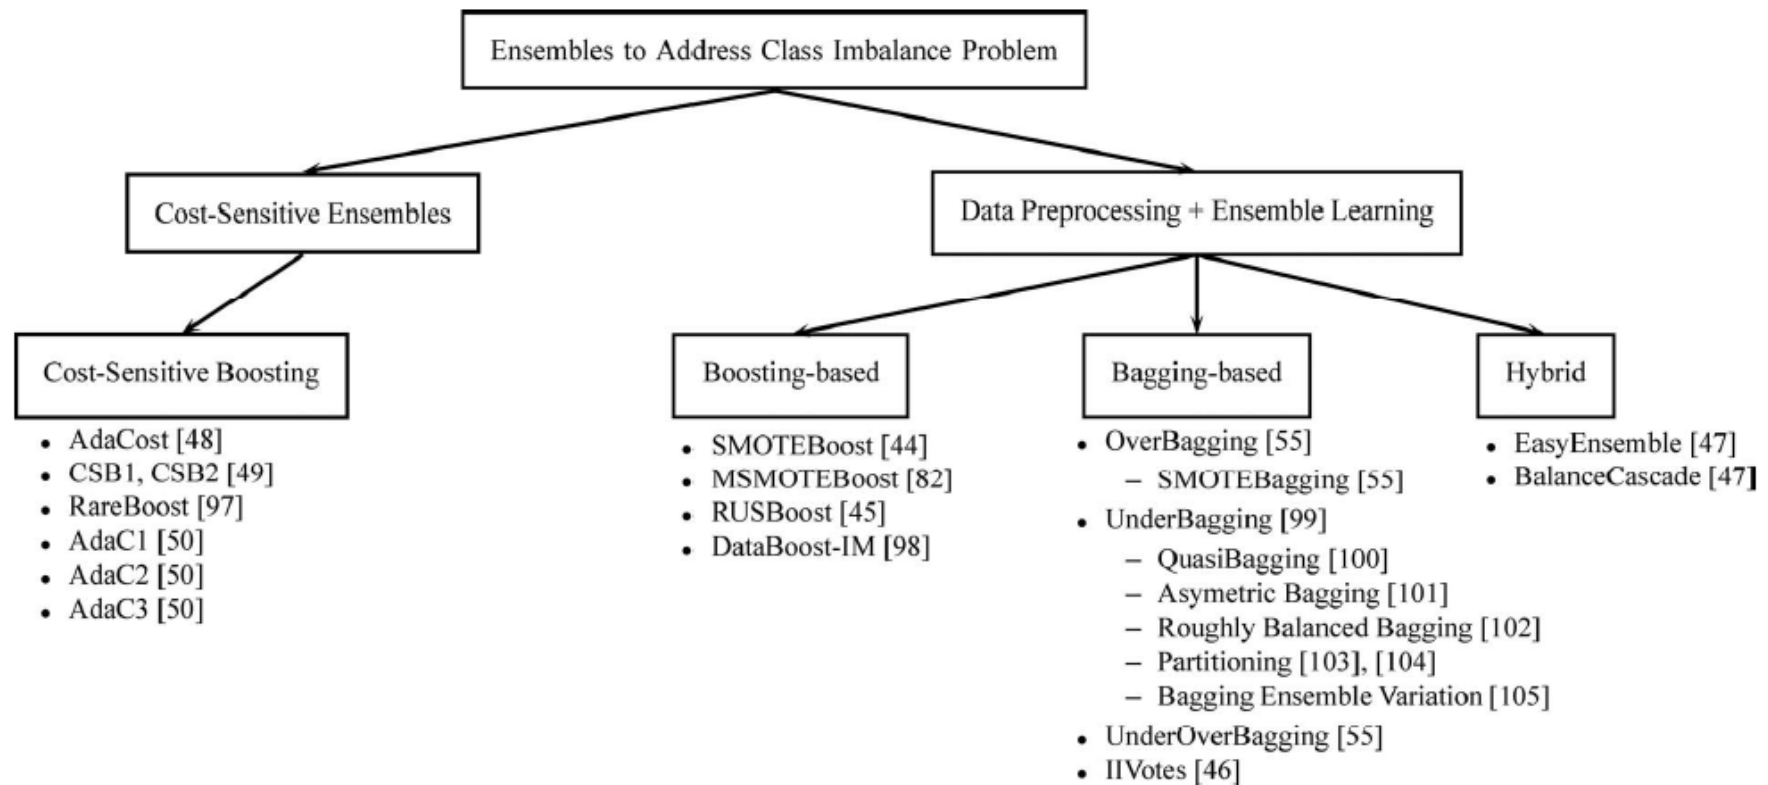 Ensembles to Address Class Imbalance Problem
Cost-Sensitive Ensembles
Data Preprocessing + Ensemble Learning
Cost-Sensitive Boosting
• AdaCost [48]
• CSB1, CSB2 [49]
• RareBoost [97]
• AdaC1 [50]
• AdaC2 [50]
• AdaC3 [50]
Boosting-based
• SMOTEBoost [44]
• MSMOTEBoost [82]
• RUSBoost [45]
• DataBoost-IM [98]
Bagging-based
• OverBagging [55]
– SMOTEBagging [55]
• UnderBagging [99]
– QuasiBagging [100]
– Asymetric Bagging [101]
– Roughly Balanced Bagging [102]
– Partitioning [103], [104]
– Bagging Ensemble Variation [105]
• UnderOverBagging [55]
• IIVotes [46]
Hybrid
• EasyEnsemble [47]
• BalanceCascade [47]